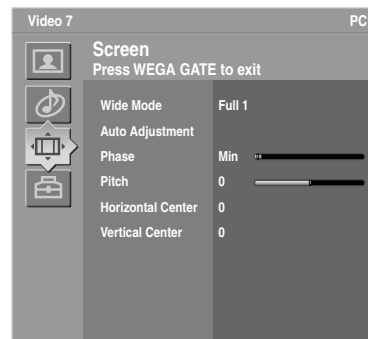 Video 7 PC
Screen
Press WEGA GATE to exit
Wide Mode Full 1
Auto Adjustment
Phase Min
Pitch 0
Horizontal Center 0
Vertical Center 0